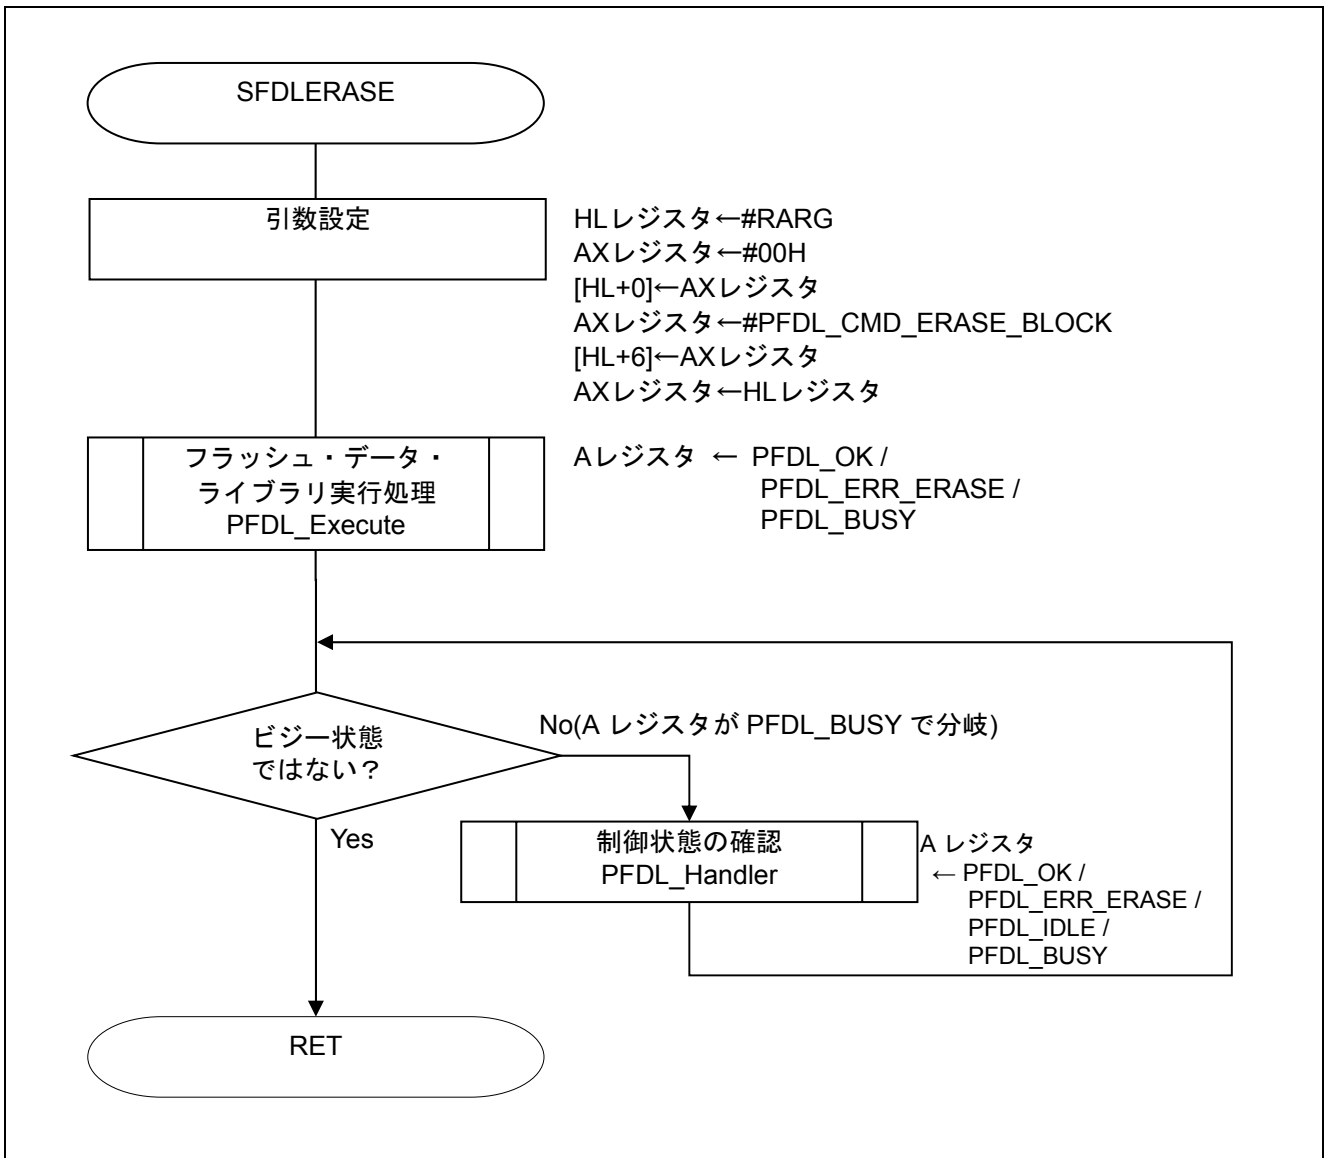 SFDLERASE
引数設定
HLレジスタ←#RARG
AXレジスタ←#00H
[HL+0]←AXレジスタ
AXレジスタ←#PFDL_CMD_ERASE_BLOCK
[HL+6]←AXレジスタ
AXレジスタ←HLレジスタ
フラッシュ・データ・
ライブラリ実行処理
PFDL_Execute
Aレジスタ ← PFDL_OK /
PFDL_ERR_ERASE /
PFDL_BUSY
ビジー状態
ではない？
No(A レジスタが PFDL_BUSY で分岐)
Yes
制御状態の確認
PFDL_Handler
A レジスタ
← PFDL_OK /
PFDL_ERR_ERASE /
PFDL_IDLE /
PFDL_BUSY
RET